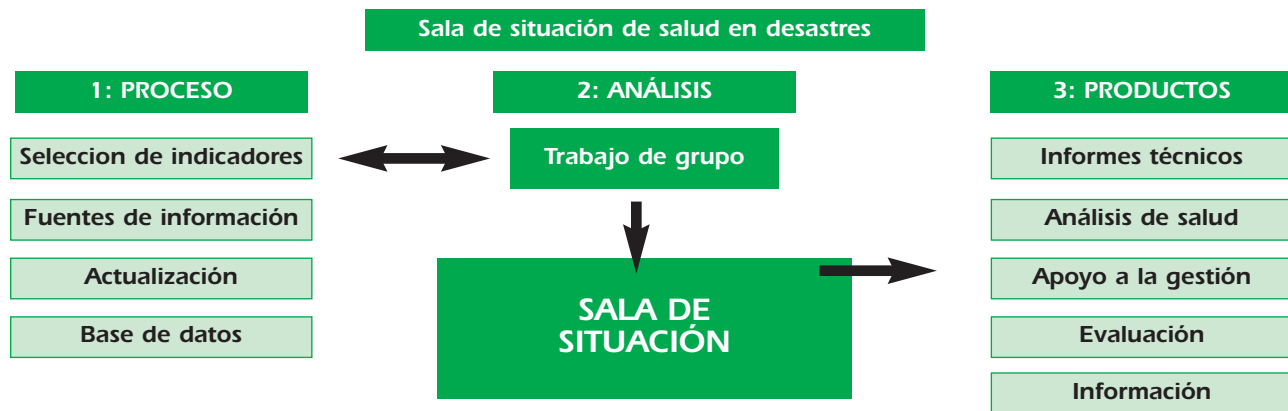 Sala de situación de salud en desastres
1: PROCESO
Seleccion de indicadores
Fuentes de información
Actualización
Base de datos
2: ANÁLISIS
Trabajo de grupo
SALA DE
SITUACIÓN
3: PRODUCTOS
Informes técnicos
Análisis de salud
Apoyo a la gestión
Evaluación
Información